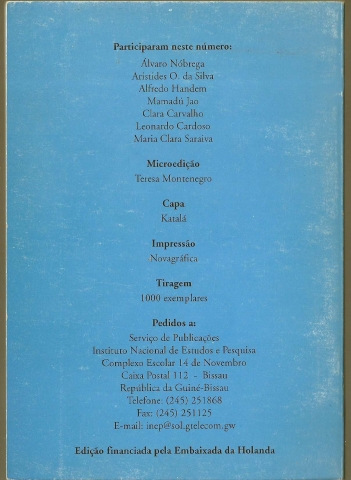 Participaram neste número:
Álvaro Nóbrega
Aristides O. da Silva
Alfredo Handem
Mamadú Jao
Clara Carvalho
Leonardo Cardoso
Maria Clara Saraiva
Microedição
Teresa Montenegro
Capa
Katalá
Impressão
Novagráfica
Tiragem
1000 exemplares
Pedidos a:
Serviço de Publicações
Instituto Nacional de Estudos e Pesquisa
Complexo Escolar 14 de Novembro
Caixa Postal 112 - Bissau
República da Guiné-Bissau
Telefone: (245) 251868
Fax: (245) 251125
E-mail: inep@sol.gtelecom.gw
Edição financiada pela Embaixada da Holanda